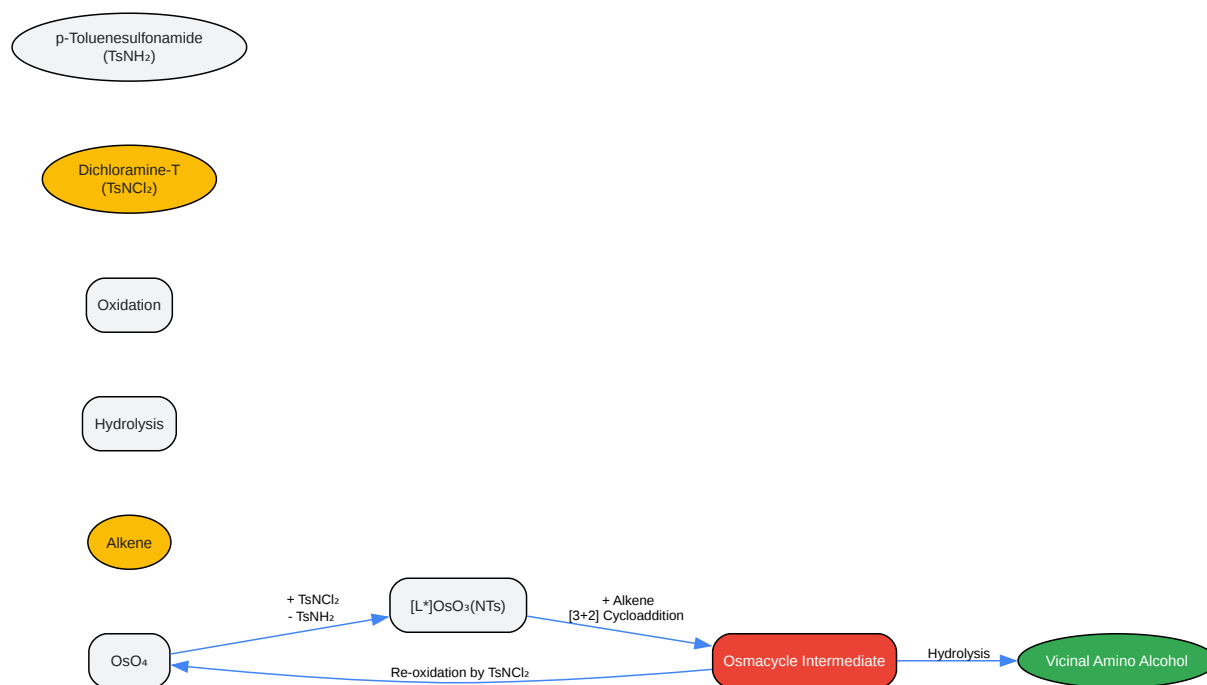 p-Toluenesulfonamide
(TsNH₂)
Dichloramine-T
(TsNCl₂)
Oxidation
Hydrolysis
Alkene
+ TsNCl₂
- TsNH₂
[L*]OsO₃(NTs)
+ Alkene
[3+2] Cycloaddition
OsO₄
Re-oxidation by TsNCl₂
Osmacycle Intermediate
Hydrolysis
Vicinal Amino Alcohol